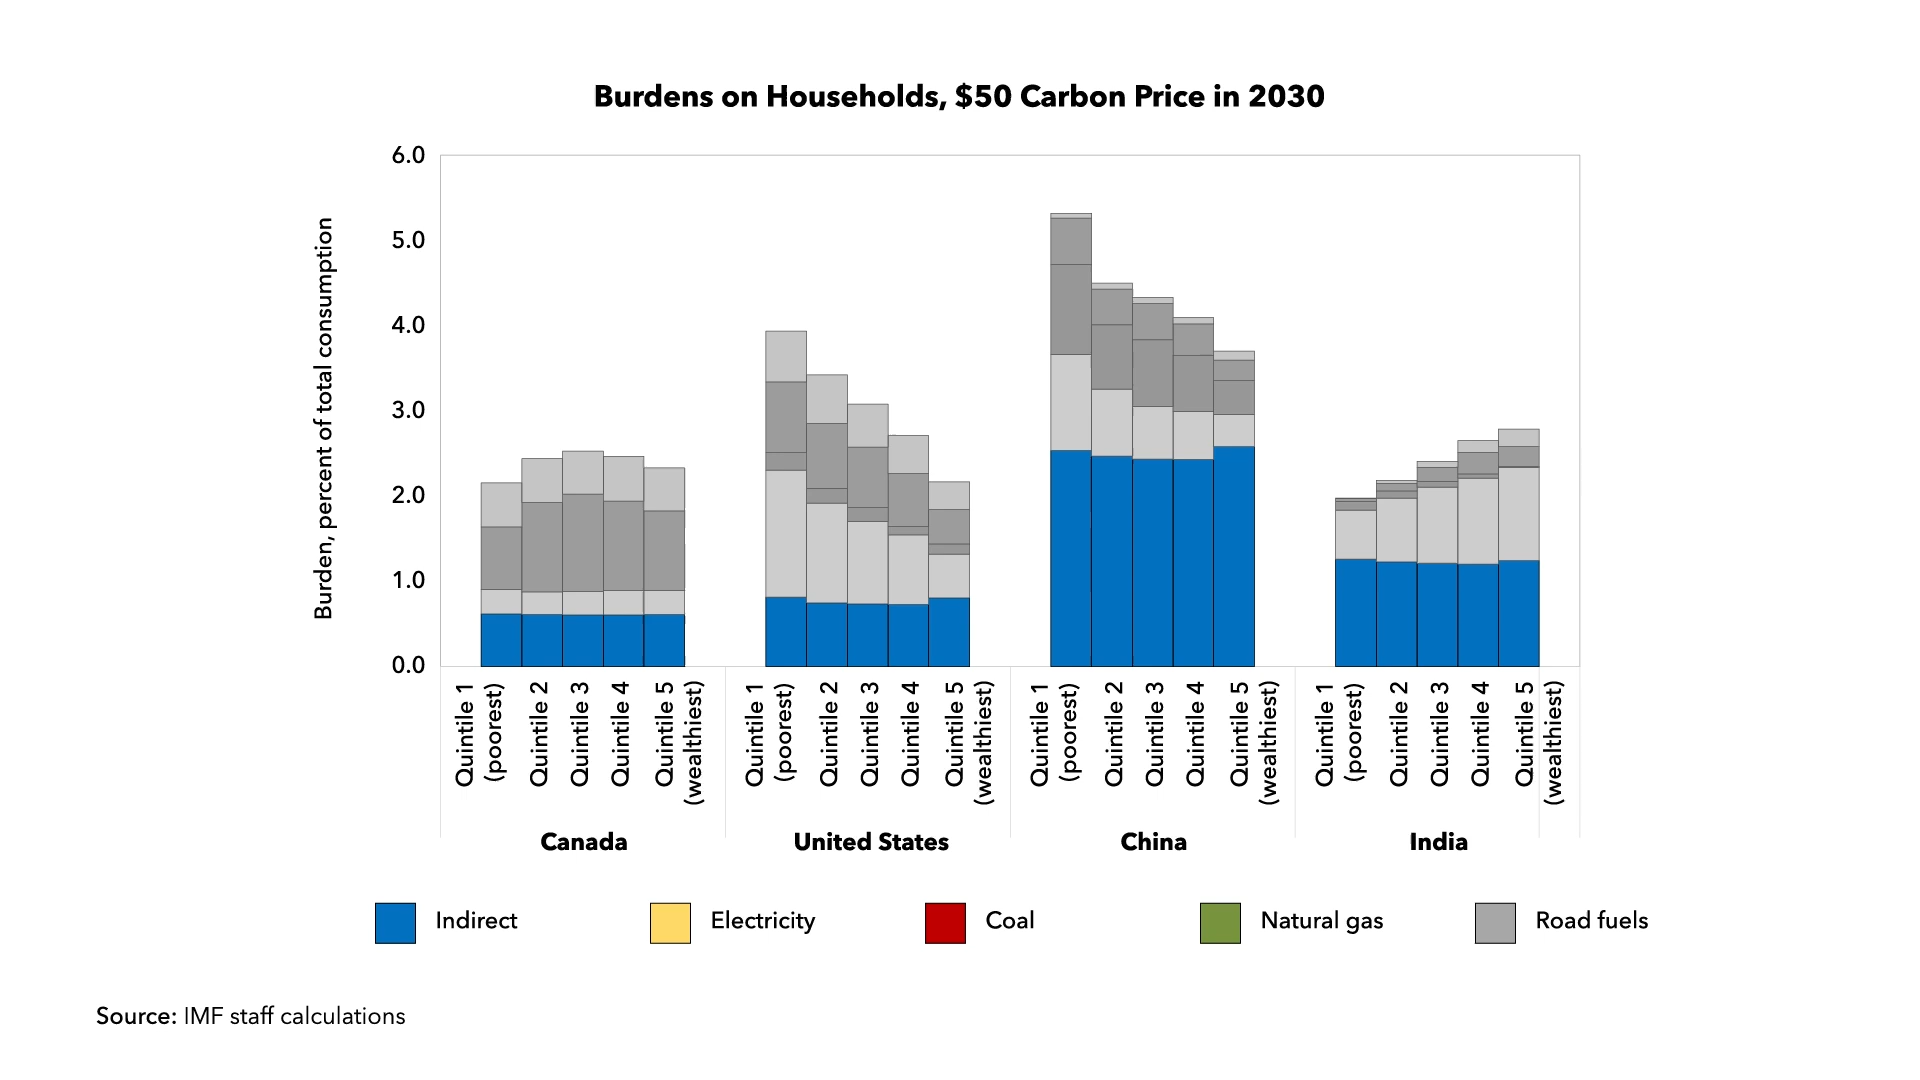 Burdens on Households, $50 Carbon Price in 2030
Burden, percent of total consumption
6.0
5.0
4.0
3.0
2.0
1.0
0.0
Quintile 1
(poorest)
Quintile 2
Quintile 3
Quintile 4
Quintile 5
(wealthiest)
Quintile 1
(poorest)
Quintile 2
Quintile 3
Quintile 4
Quintile 5
(wealthiest)
Quintile 1
(poorest)
Quintile 2
Quintile 3
Quintile 4
Quintile 5
(wealthiest)
Quintile 1
(poorest)
Quintile 2
Quintile 3
Quintile 4
Quintile 5
(wealthiest)
Canada
United States
China
India
Indirect
Electricity
Coal
Natural gas
Road fuels
Source: IMF staff calculations